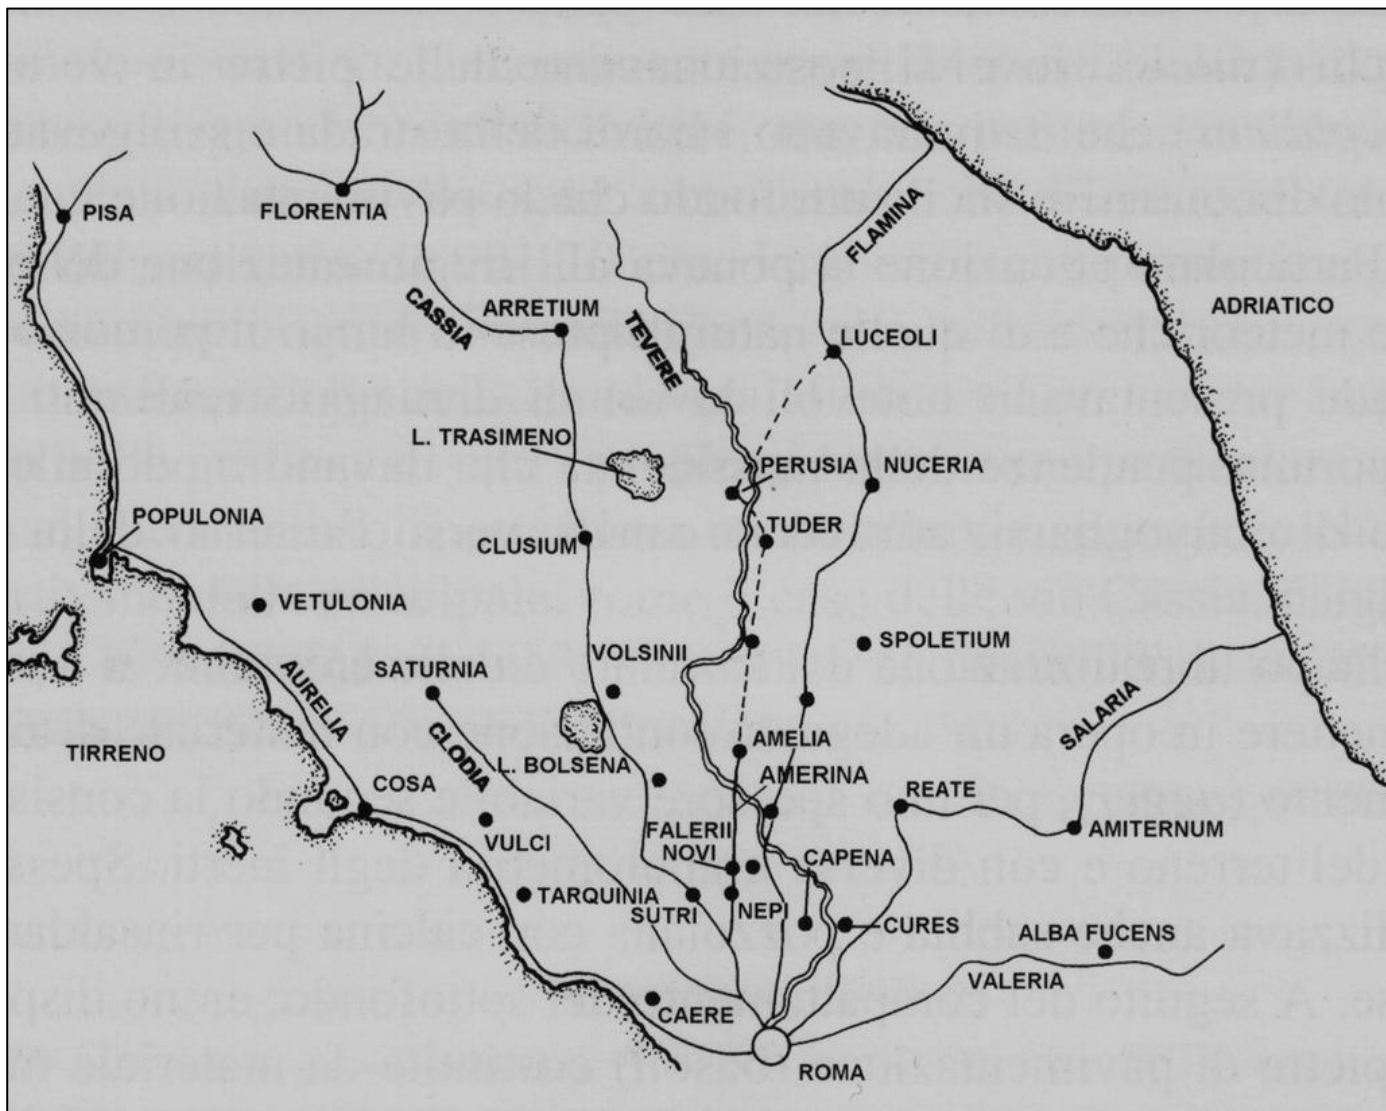 PISA
FLORENTIA
FLAMINA
CASSIA
ARRETIUM
TEVERE
ADRIATICO
LUCEOLI
L. TRASIMENO
PERUSIA
NUCERIA
POPULONIA
TUDER
CLUSIUM
VETULONIA
SPOLETIUM
AURELIA
SATURNIA
VOLSINII
SALARIA
CLODIA
TIRRENO
AMELIA
L. BOLSENA
AMERINA
COSA
REATE
VULCI
FALERII
NOVI
CAPENA
AMITERNUM
TARQUINIA
SUTRI
NEPI
CURES
ALBA FUCENS
VALERIA
CAERE
ROMA